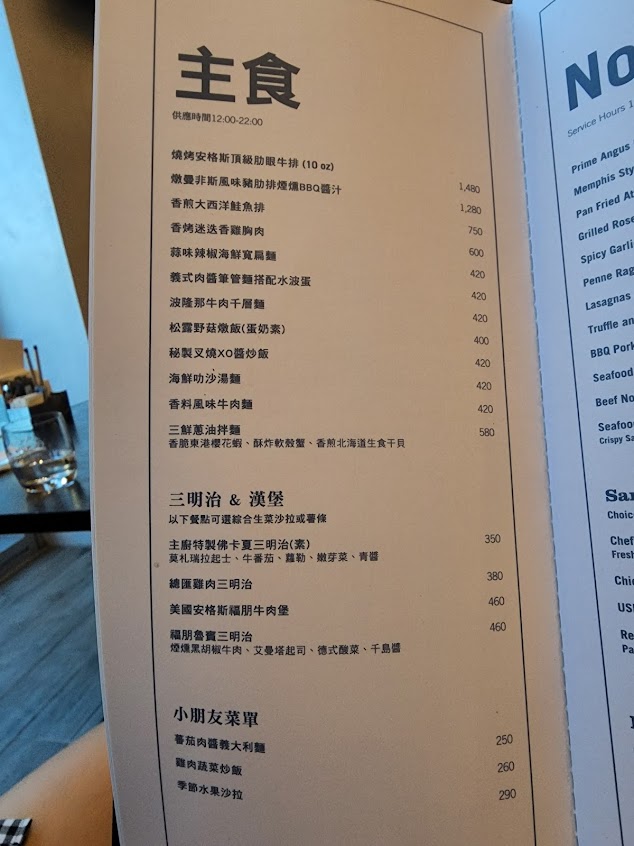 主食
供應時間12:00-22:00
燒烤安格斯頂級肋眼牛排 (10 oz) 1,480
燉曼非斯風味豬肋排煙燻BBQ醬汁 1,280
香煎大西洋鮭魚排 750
香烤迷迭香雞胸肉 600
蒜味辣椒海鮮寬扁麵 420
義式肉醬筆管麵搭配水波蛋 420
波隆那牛肉千層麵 420
松露野菇燉飯(蛋奶素) 400
秘製叉燒XO醬炒飯 420
海鮮叻沙湯麵 420
香料風味牛肉麵 420
三鮮蔥油拌麵 580
香脆東港櫻花蝦、酥炸軟殼蟹、香煎北海道生食干貝
三明治 & 漢堡
以下餐點可選綜合生菜沙拉或薯條
主廚特製佛卡夏三明治(素) 350
莫札瑞拉起士、牛番茄、蘿勒、嫩芽菜、青醬
總匯雞肉三明治 380
美國安格斯福朋牛肉堡 460
福朋魯賓三明治 460
煙燻黑胡椒牛肉、艾曼塔起司、德式酸菜、千島醬
小朋友菜單
蕃茄肉醬義大利麵 250
雞肉蔬菜炒飯 260
季節水果沙拉 290
No
Service Hours 1
Prime Angus
Memphis Sty
Pan Fried At
Grilled Rose
Spicy Garli
Penne Rag
Lasagnas
Truffle an
BBQ Pork
Seafood
Beef No
Seafoo
Crispy Sa
Sar
Choic
Chef
Fresh
Chic
USD
Re
Pa